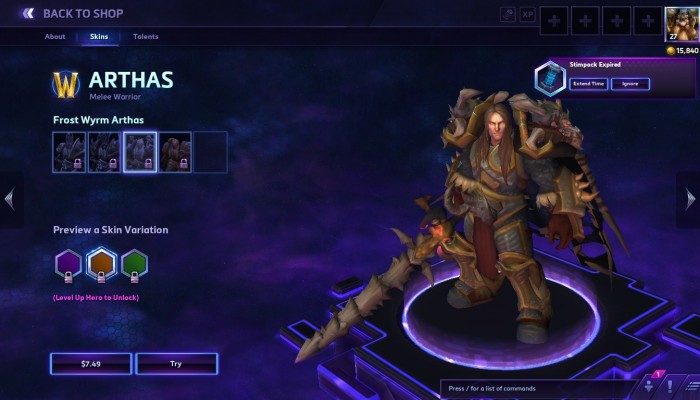 BACK TO SHOP
XP
27
15,840
About
Skins
Talents
Stimpack Expired
Extend Time
Ignore
W
ARTHAS
Melee Warrior
Frost Wyrm Arthas
Preview a Skin Variation
(Level Up Hero to Unlock)
$7.49
Try
Press / for a list of commands
1